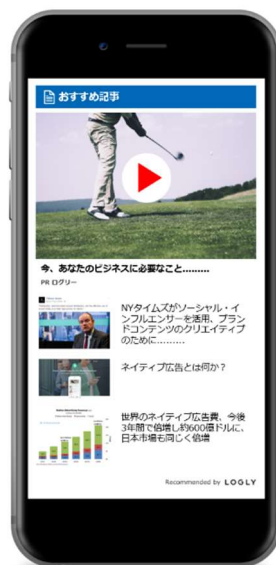 おすすめ記事
今、あなたのビジネスに必要なこと………
PR ログリー
NYタイムズがソーシャル・イ
ンフルエンサーを活用、ブラン
ドコンテンツのクリエイティブ
のために………
ネイティブ広告とは何か？
世界のネイティブ広告費、今後
3年間で倍増し約600億ドルに、
日本市場も同じく倍増
Recommended by LOGLY